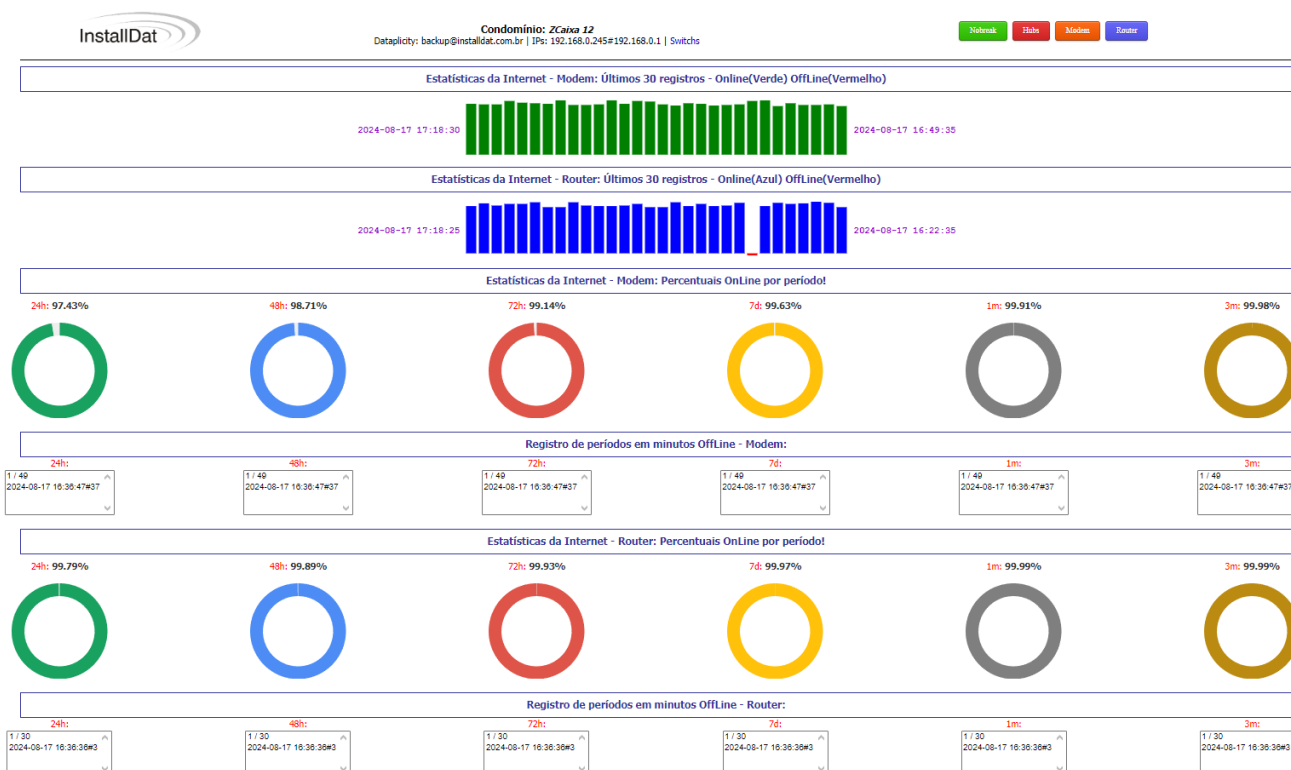 InstallDat
Condomínio: ZCaixa 12
Dataplicity: backup@installdat.com.br | IPs: 192.168.0.245#192.168.0.1 | Switchs
Nobreak Hubs Modem Router
Estatísticas da Internet - Modem: Últimos 30 registros - Online(Verde) OffLine(Vermelho)
2024-08-17 17:18:30 2024-08-17 16:49:35
Estatísticas da Internet - Router: Últimos 30 registros - Online(Azul) OffLine(Vermelho)
2024-08-17 17:18:25 2024-08-17 16:22:35
Estatísticas da Internet - Modem: Percentuais OnLine por período!
24h: 97.43% 48h: 98.71% 72h: 99.14% 7d: 99.63% 1m: 99.91% 3m: 99.98%
Registro de períodos em minutos OffLine - Modem:
24h: 48h: 72h: 7d: 1m: 3m:
1 / 49 1 / 49 1 / 49 1 / 49 1 / 49 1 / 49
2024-08-17 16:36:47#37 2024-08-17 16:36:47#37 2024-08-17 16:36:47#37 2024-08-17 16:36:47#37 2024-08-17 16:36:47#37 2024-08-17 16:36:47#37
Estatísticas da Internet - Router: Percentuais OnLine por período!
24h: 99.79% 48h: 99.89% 72h: 99.93% 7d: 99.97% 1m: 99.99% 3m: 99.99%
Registro de períodos em minutos OffLine - Router:
24h: 48h: 72h: 7d: 1m: 3m:
1 / 30 1 / 30 1 / 30 1 / 30 1 / 30 1 / 30
2024-08-17 16:36:36#3 2024-08-17 16:36:36#3 2024-08-17 16:36:36#3 2024-08-17 16:36:36#3 2024-08-17 16:36:36#3 2024-08-17 16:36:36#3